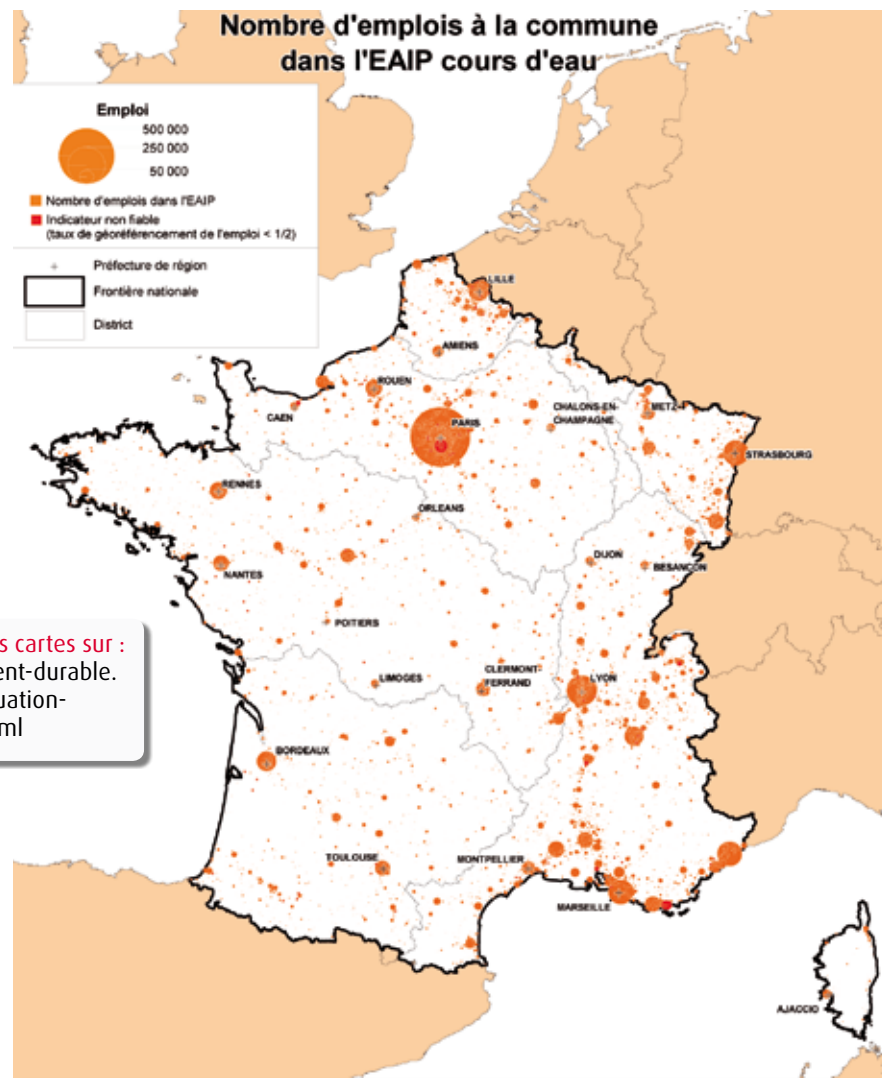 Nombre d'emplois à la commune
dans l'EAIP cours d'eau
Emploi
500 000
250 000
50 000
Nombre d'emplois dans l'EAIP
Indicateur non fiable
(taux de géoréférencement de l'emploi < 1/2)
Préfecture de région
Frontière nationale
District
LILLE
AMIENS
ROUEN
CAEN
PARIS
CHALONS-EN-
CHAMPAGNE
METZ
STRASBOURG
RENNES
ORLEANS
NANTES
DIJON
BESANCON
POITIERS
s cartes sur :
ent-durable.
uation-
ml
LIMOGES
CLERMONT-
FERRAND
LYON
BORDEAUX
TOULOUSE
MONTPELLIER
MARSEILLE
AJACCIO